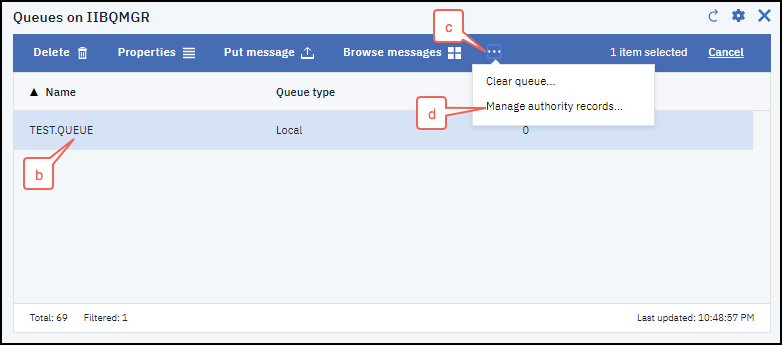 Queues on IIBQMGR
c
Delete Properties Put message Browse messages ... 1 item selected Cancel
Clear queue...
Name Queue type
Manage authority records...
d
TEST.QUEUE Local 0
b
Total: 69 Filtered: 1 Last updated: 10:48:57 PM